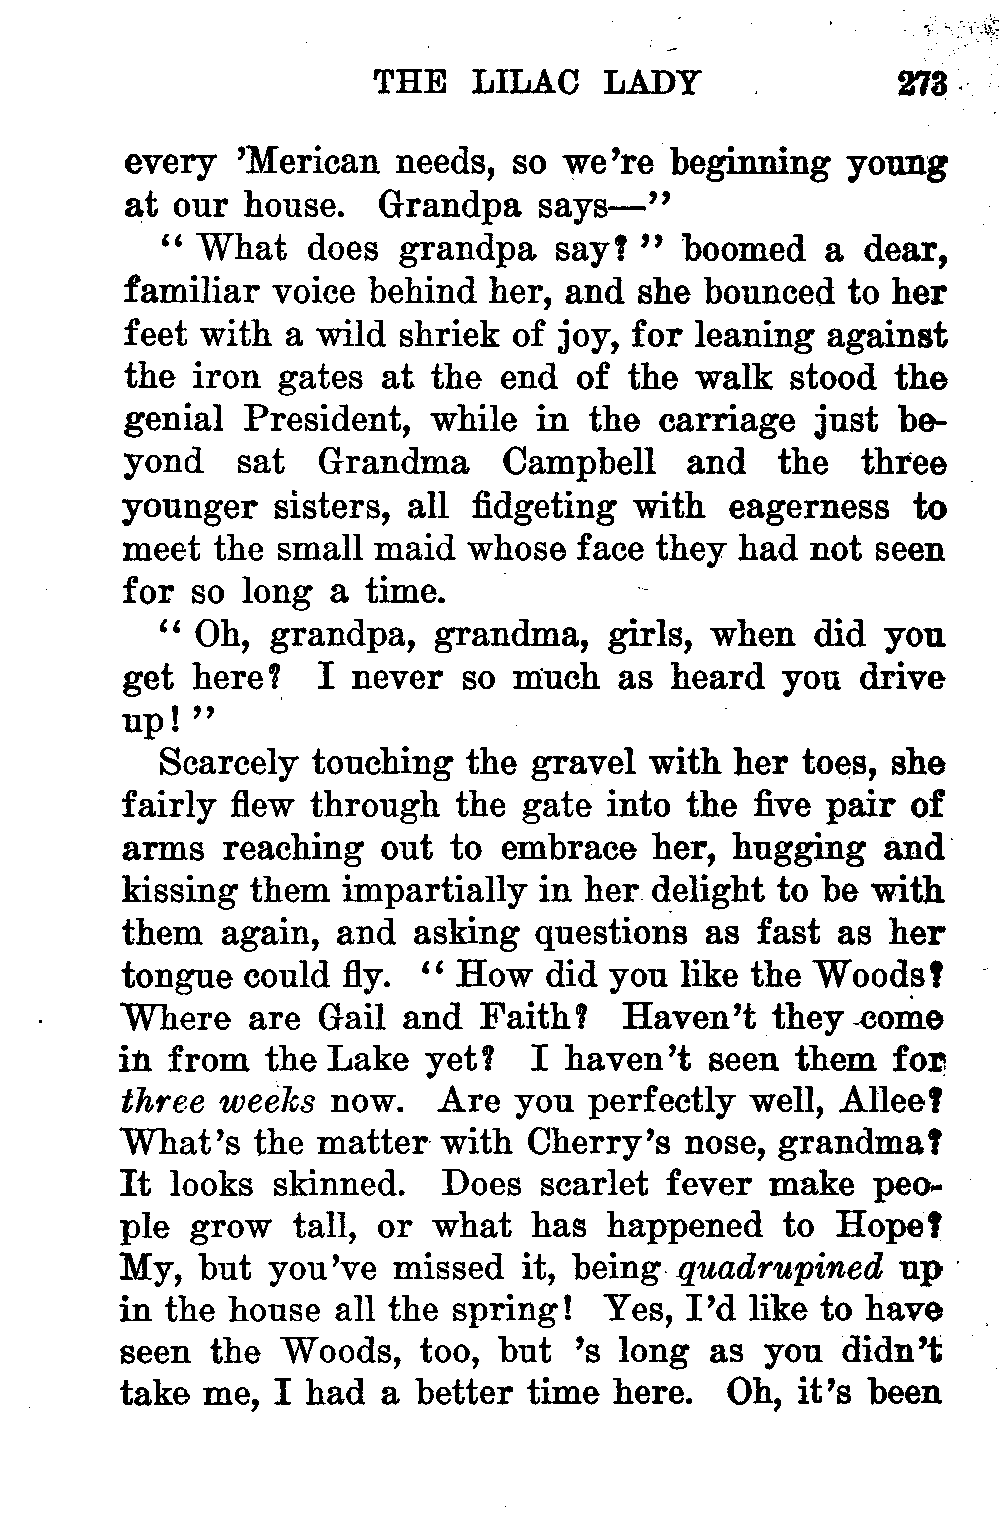 THE LILAC LADY 273
every 'Merican needs, so we're beginning young
at our house. Grandpa says—"
" What does grandpa say? " boomed a dear,
familiar voice behind her, and she bounced to her
feet with a wild shriek of joy, for leaning against
the iron gates at the end of the walk stood the
genial President, while in the carriage just be-
yond sat Grandma Campbell and the three
younger sisters, all fidgeting with eagerness to
meet the small maid whose face they had not seen
for so long a time.
" Oh, grandpa, grandma, girls, when did you
get here? I never so much as heard you drive
up! "
Scarcely touching the gravel with her toes, she
fairly flew through the gate into the five pair of
arms reaching out to embrace her, hugging and
kissing them impartially in her delight to be with
them again, and asking questions as fast as her
tongue could fly. " How did you like the Woods?
Where are Gail and Faith? Haven't they come
in from the Lake yet? I haven't seen them for
three weeks now. Are you perfectly well, Allee?
What's the matter with Cherry's nose, grandma?
It looks skinned. Does scarlet fever make peo-
ple grow tall, or what has happened to Hope?
My, but you've missed it, being quadrupined up
in the house all the spring! Yes, I'd like to have
seen the Woods, too, but 's long as you didn't
take me, I had a better time here. Oh, it's been